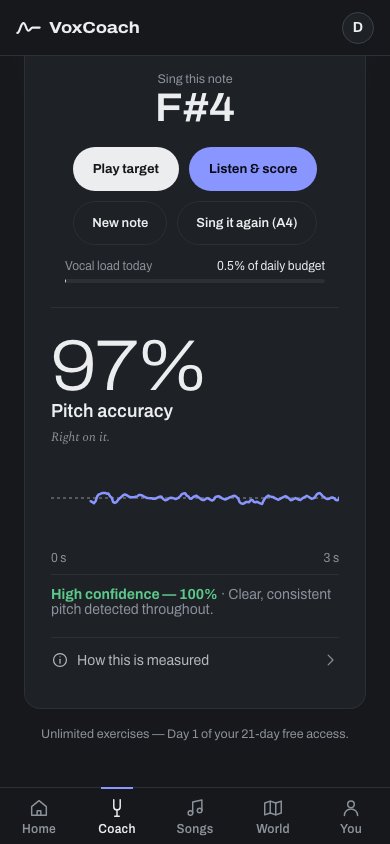 VoxCoach
D
Sing this note
F#4
Play target
Listen & score
New note
Sing it again (A4)
Vocal load today
0.5% of daily budget
97%
Pitch accuracy
Right on it.
0 s
3 s
High confidence — 100% · Clear, consistent
pitch detected throughout.
How this is measured
Unlimited exercises — Day 1 of your 21-day free access.
Home
Coach
Songs
World
You